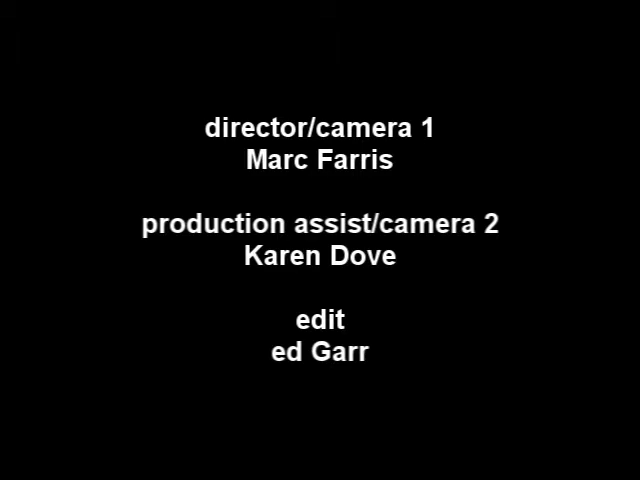 director/camera 1
Marc Farris
production assist/camera 2
Karen Dove
edit
ed Garr